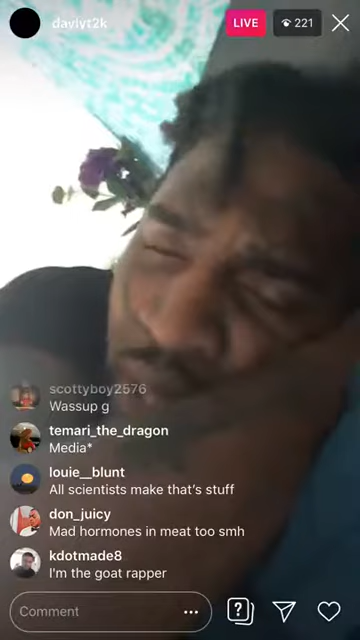 davlyt2k
LIVE
221
scottyboy2576
Wassup g
temari_the_dragon
Media*
louie__blunt
All scientists make that's stuff
don_juicy
Mad hormones in meat too smh
kdotmade8
I'm the goat rapper
Comment